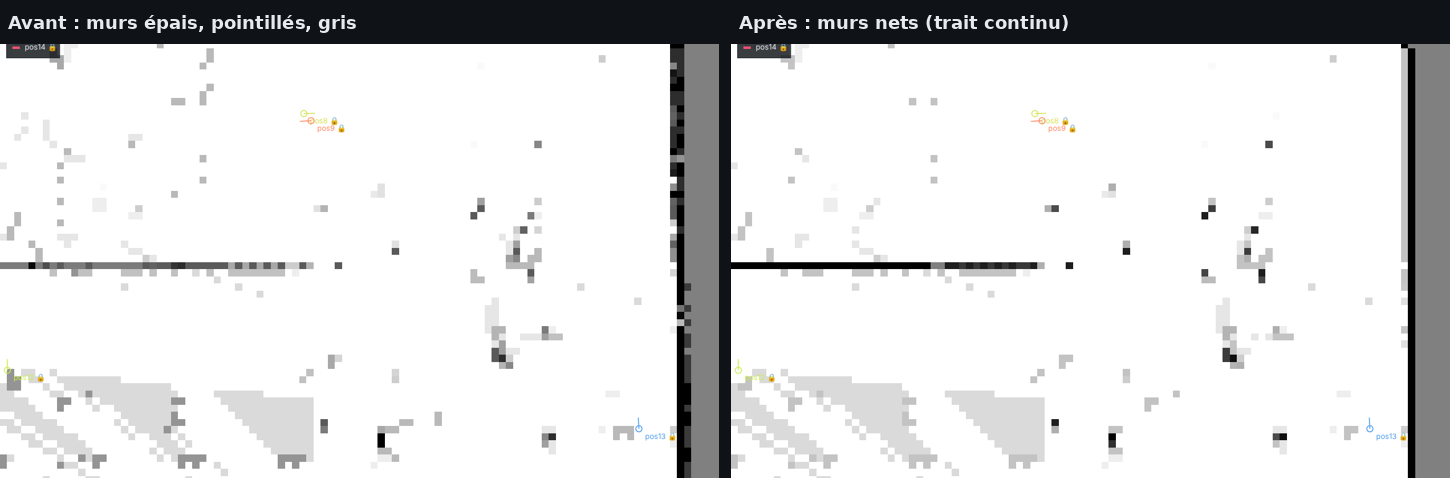 Avant : murs épais, pointillés, gris
Après : murs nets (trait continu)
pos14 🔒
pos14 🔒
pos8 🔒
pos9 🔒
pos8 🔒
pos9 🔒
pos13 🔒
pos13 🔒